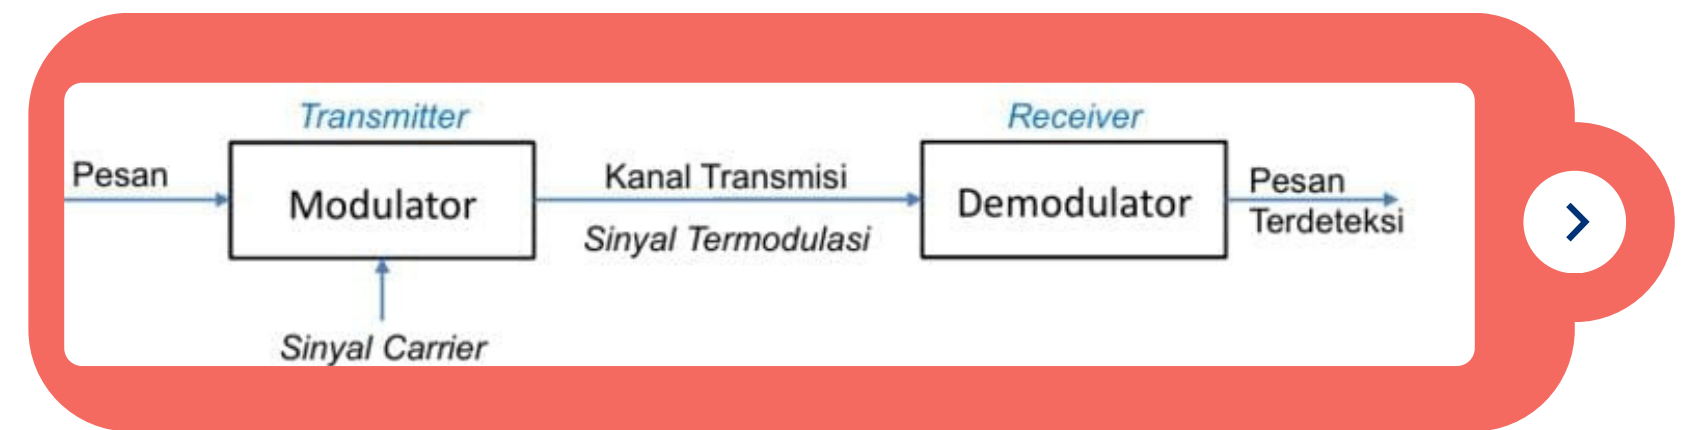 Transmitter
Receiver
Pesan
Modulator
Kanal Transmisi
Sinyal Termodulasi
Demodulator
Pesan
Terdeteksi
Sinyal Carrier